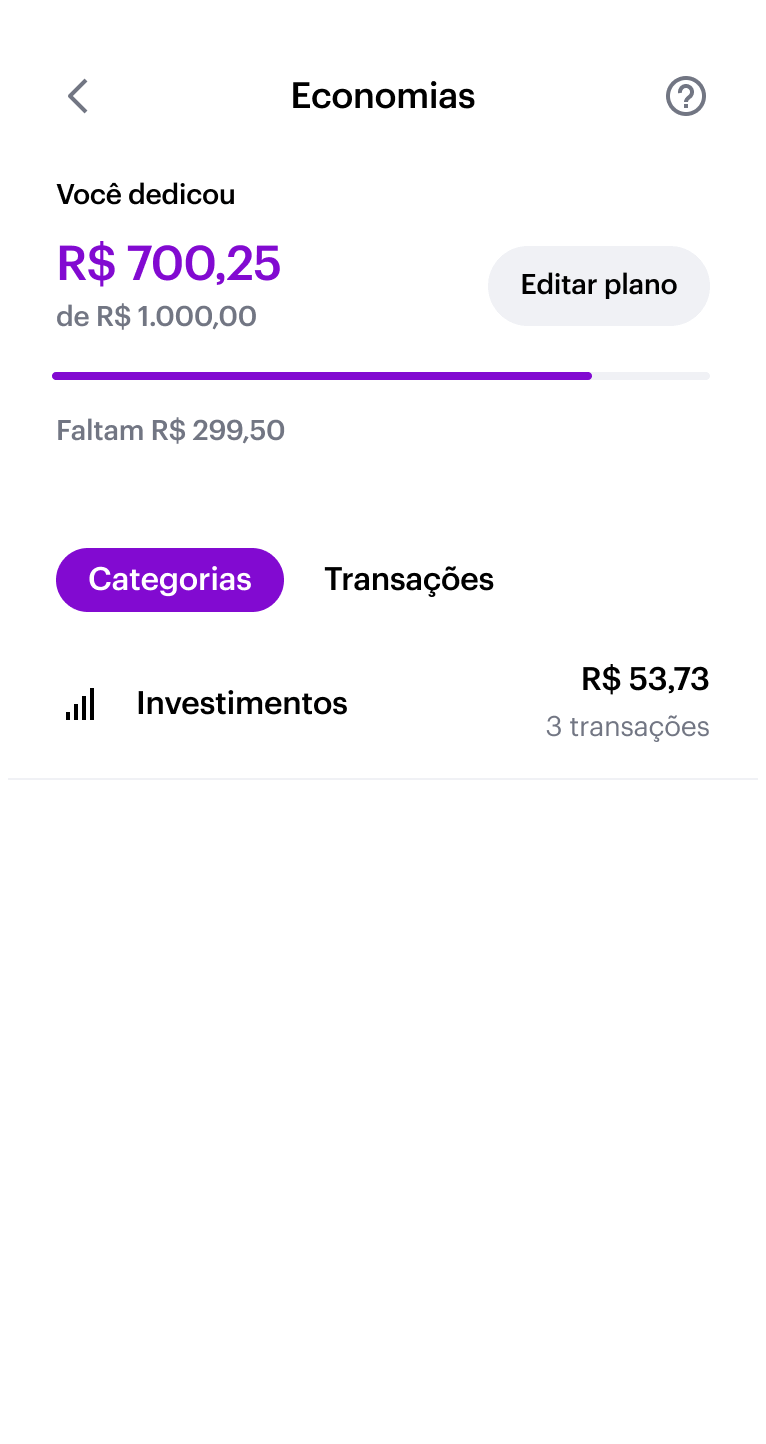 Economias
Você dedicou
R$ 700,25
de R$ 1.000,00
Editar plano
Faltam R$ 299,50
Categorias
Transações
Investimentos
R$ 53,73
3 transações